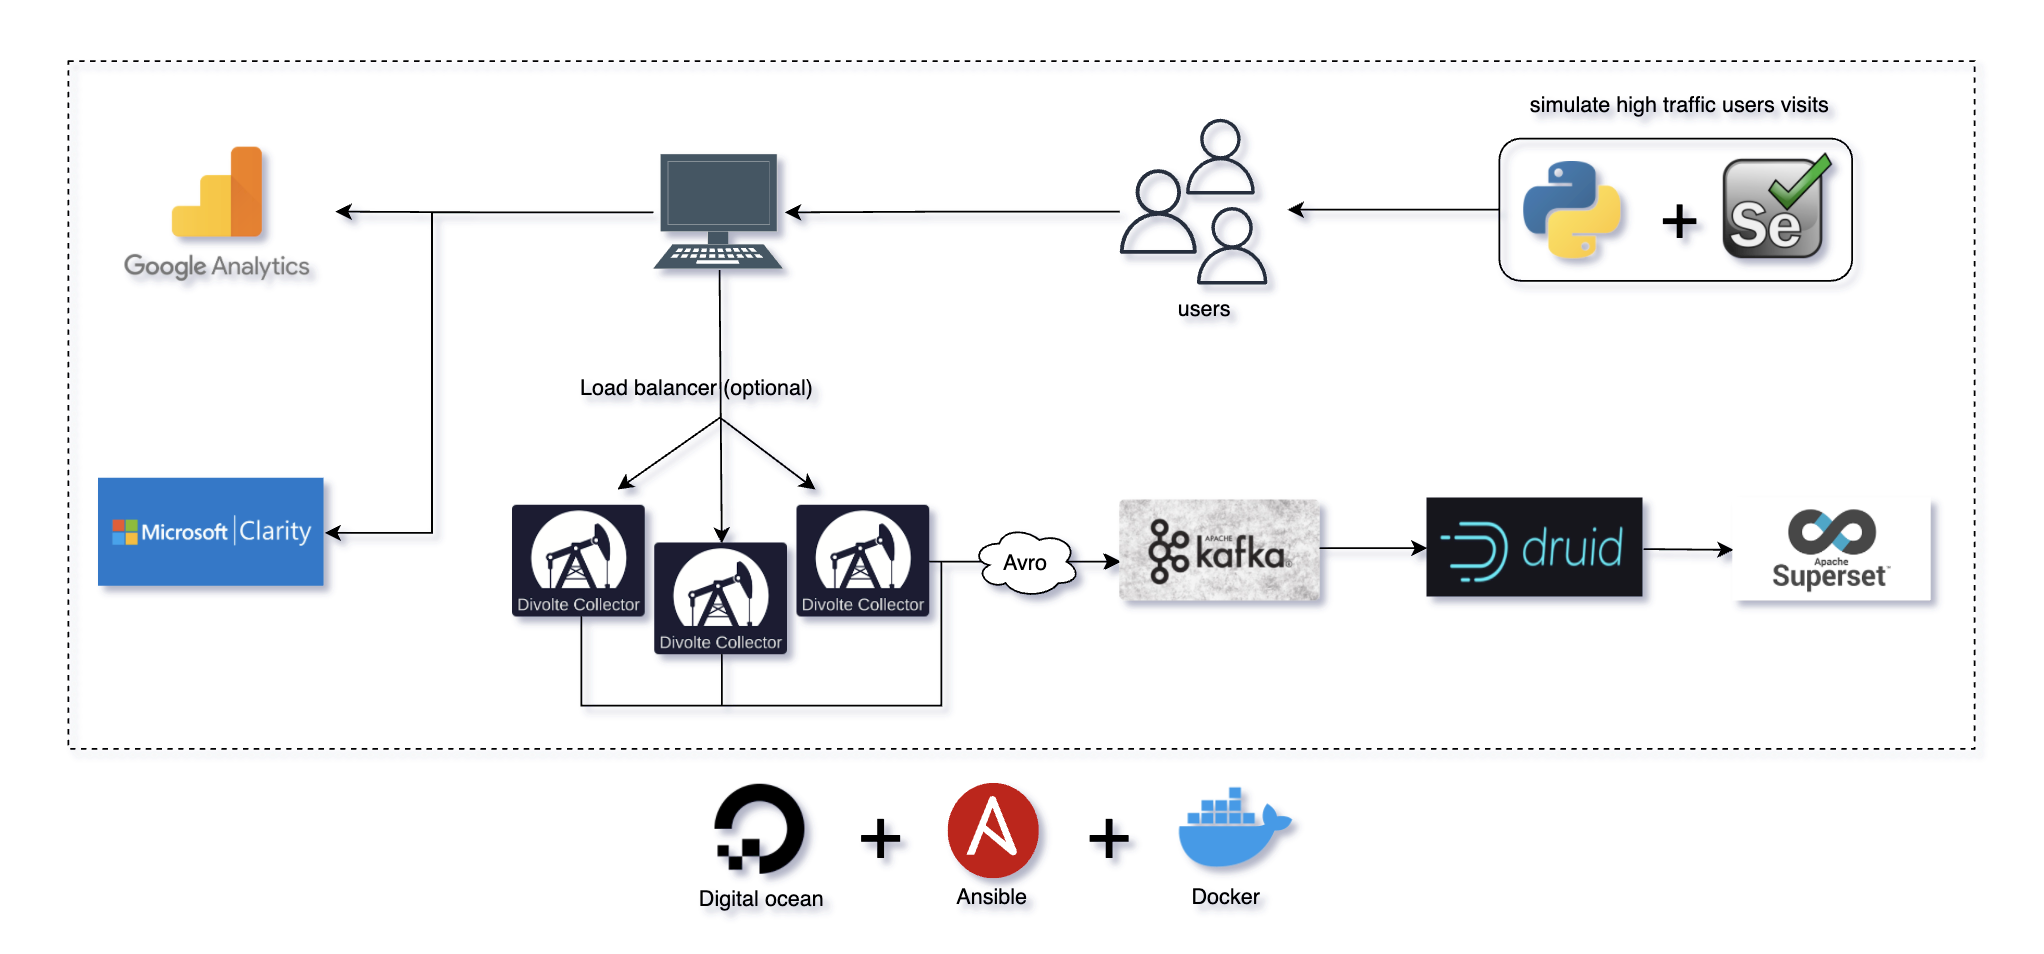 simulate high traffic users visits
Se
Google Analytics
users
Load balancer (optional)
Microsoft | Clarity
Divolte Collector
Divolte Collector
Divolte Collector
Avro
APACHE
kafka®
druid
Apache
Superset™
Digital ocean
+
Ansible
+
Docker
+